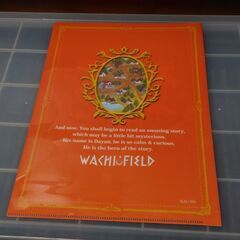 And now, You shall begin to read an amusing story,
which may be a little bit mysterious.
His name is Dayan, he is so calm & curious.
He is the hero of the story.
WACHIFIELD